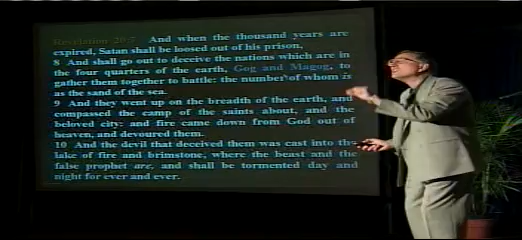 Revelation 20:7 And when the thousand years are
expired, Satan shall be loosed out of his prison,
8 And shall go out to deceive the nations which are in
the four quarters of the earth, Gog and Magog, to
gather them together to battle: the number of whom is
as the sand of the sea.
9 And they went up on the breadth of the earth, and
compassed the camp of the saints about, and the
beloved city: and fire came down from God out of
heaven, and devoured them.
10 And the devil that deceived them was cast into the
lake of fire and brimstone, where the beast and the
false prophet are, and shall be tormented day and
night for ever and ever.